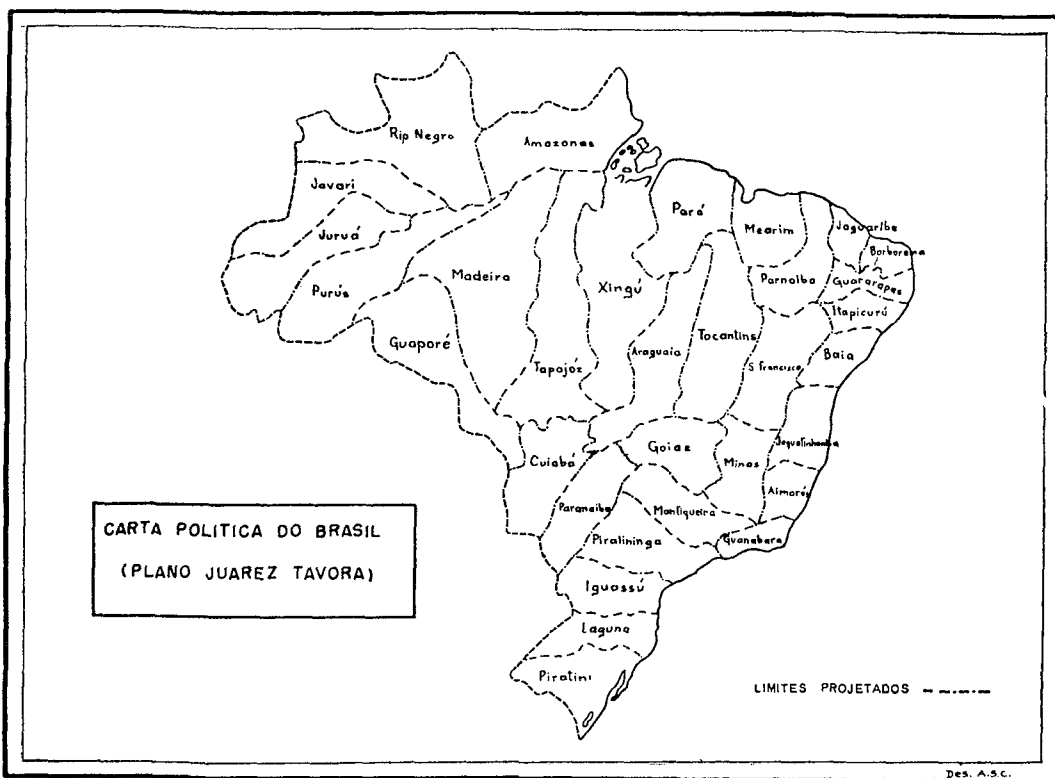 Rio Negro
Amazonas
Javari
Juruá
Purús
Madeira
Guaporé
Tapajóz
Xingú
Pará
Mearim
Jaguaribe
Borborema
Parnaíba
Guararapes
Itapicurú
Tocantins
Araguaia
S. Francisco
Baia
Jequitinhonha
Goiaz
Minas
Cuiabá
Aimorés
Paranaiba
Mantiqueira
Piratininga
Guanabara
Iguassú
Laguna
Piratini
CARTA POLITICA DO BRASIL
(PLANO JUAREZ TAVORA)
LIMITES PROJETADOS
Des. A.S.C.